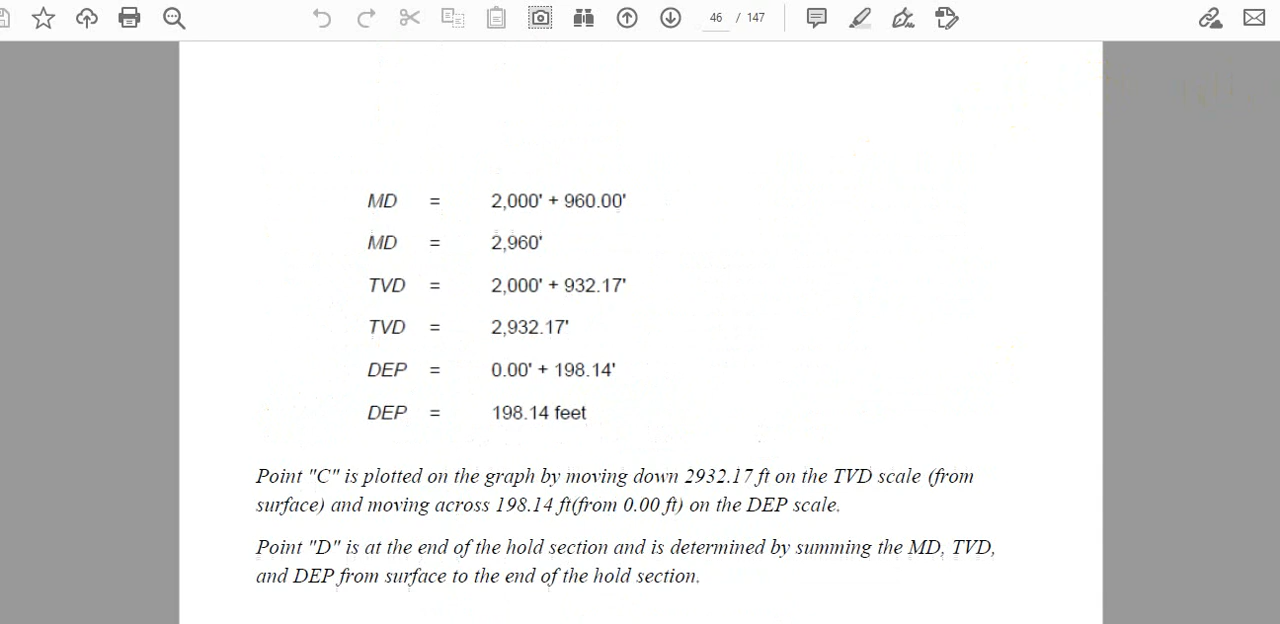 46 / 147
MD = 2,000' + 960.00'
MD = 2,960'
TVD = 2,000' + 932.17'
TVD = 2,932.17'
DEP = 0.00' + 198.14'
DEP = 198.14 feet
Point "C" is plotted on the graph by moving down 2932.17 ft on the TVD scale (from
surface) and moving across 198.14 ft(from 0.00 ft) on the DEP scale.
Point "D" is at the end of the hold section and is determined by summing the MD, TVD,
and DEP from surface to the end of the hold section.